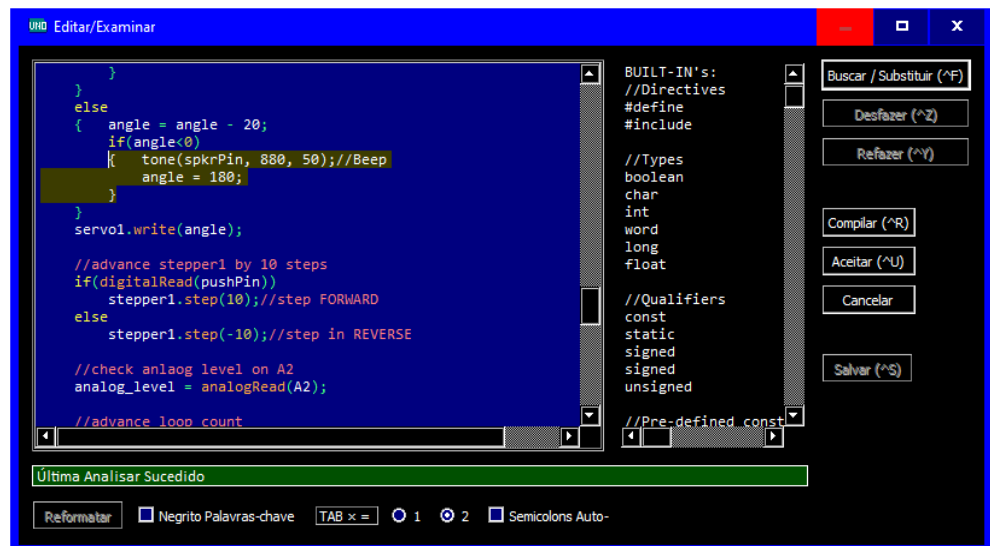 UNO Editar/Examinar
}
}
else
{ angle = angle - 20;
if(angle<0)
{ tone(spkrPin, 880, 50);//Beep
angle = 180;
}
}
servo1.write(angle);
//advance stepper1 by 10 steps
if(digitalRead(pushPin))
stepper1.step(10);//step FORWARD
else
stepper1.step(-10);//step in REVERSE
//check anlaog level on A2
analog_level = analogRead(A2);
//advance loop count
BUILT-IN's:
//Directives
#define
#include
//Types
boolean
char
int
word
long
float
//Qualifiers
const
static
signed
signed
unsigned
//Pre-defined const
Buscar / Substituir (^F)
Desfazer (^Z)
Refazer (^Y)
Compilar (^R)
Aceitar (^U)
Cancelar
Salvar (^S)
Última Analisar Sucedido
Reformatar Negrito Palavras-chave TAB × = 1 2 Semicolons Auto-